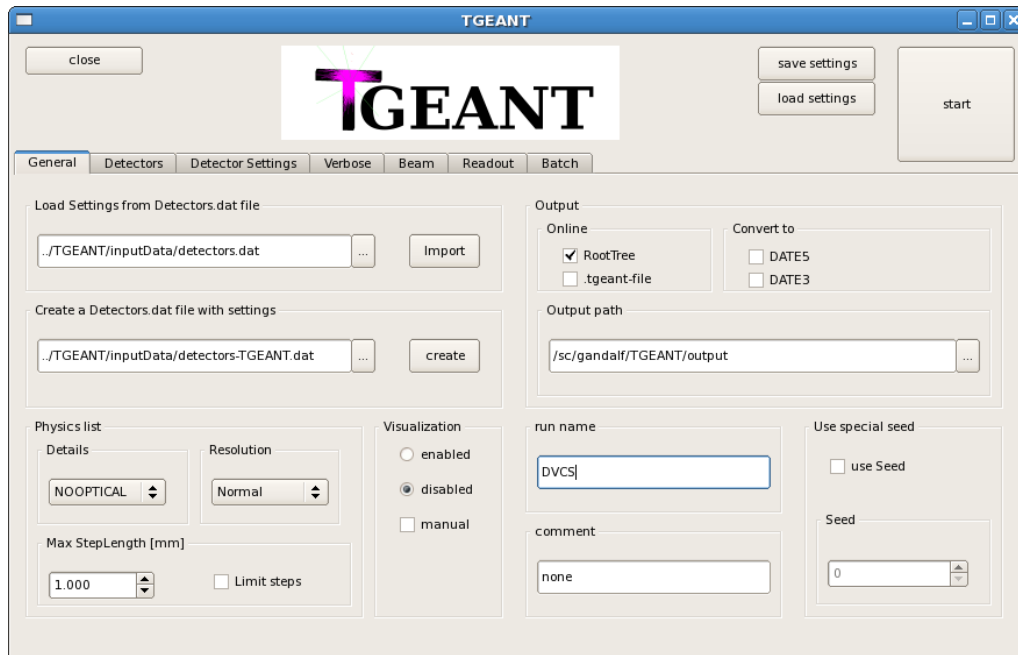 TGEANT
close
TGEANT
save settings
load settings
start
General Detectors Detector Settings Verbose Beam Readout Batch
Load Settings from Detectors.dat file
../TGEANT/inputData/detectors.dat ... Import
Create a Detectors.dat file with settings
../TGEANT/inputData/detectors-TGEANT.dat ... create
Output
Online
RootTree
.tgeant-file
Convert to
DATE5
DATE3
Output path
/sc/gandalf/TGEANT/output ...
Physics list
Details
NOOPTICAL
Resolution
Normal
Max StepLength [mm]
1.000
Limit steps
Visualization
enabled
disabled
manual
run name
DVCS
comment
none
Use special seed
use Seed
Seed
0